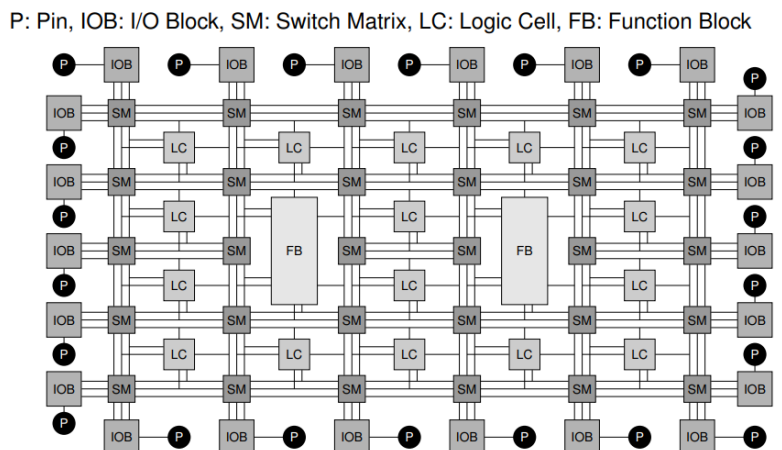 P: Pin, IOB: I/O Block, SM: Switch Matrix, LC: Logic Cell, FB: Function Block
P IOB P IOB P IOB P IOB P IOB P IOB
P
IOB SM SM SM SM SM SM IOB
P LC LC LC LC LC P
IOB SM SM SM SM SM SM IOB
P LC LC LC P
IOB SM SM FB SM SM FB SM IOB
P LC LC LC P
IOB SM SM SM SM SM SM IOB
P LC LC LC LC LC P
IOB SM SM SM SM SM SM IOB
P
IOB P IOB P IOB P IOB P IOB P IOB P